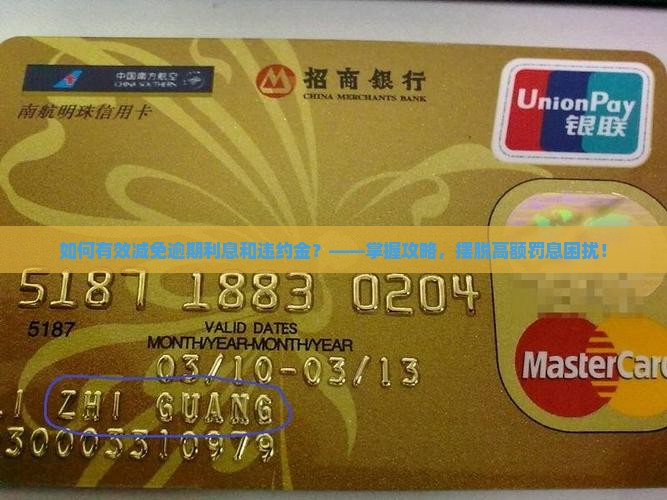 中国南方航空
CHINA SOUTHERN
招商银行
CHINA MERCHANTS BANK
UnionPay
银联
南航明珠信用卡
如何有效减免逾期利息和违约金？——掌握攻略，摆脱高额罚息困扰！
5187 1883 0204
5187
VALID DATES
MONTH/YEAR-MONTH/YEAR
03/10-03/13
MasterCard
LI ZHI GUANG
30003310979